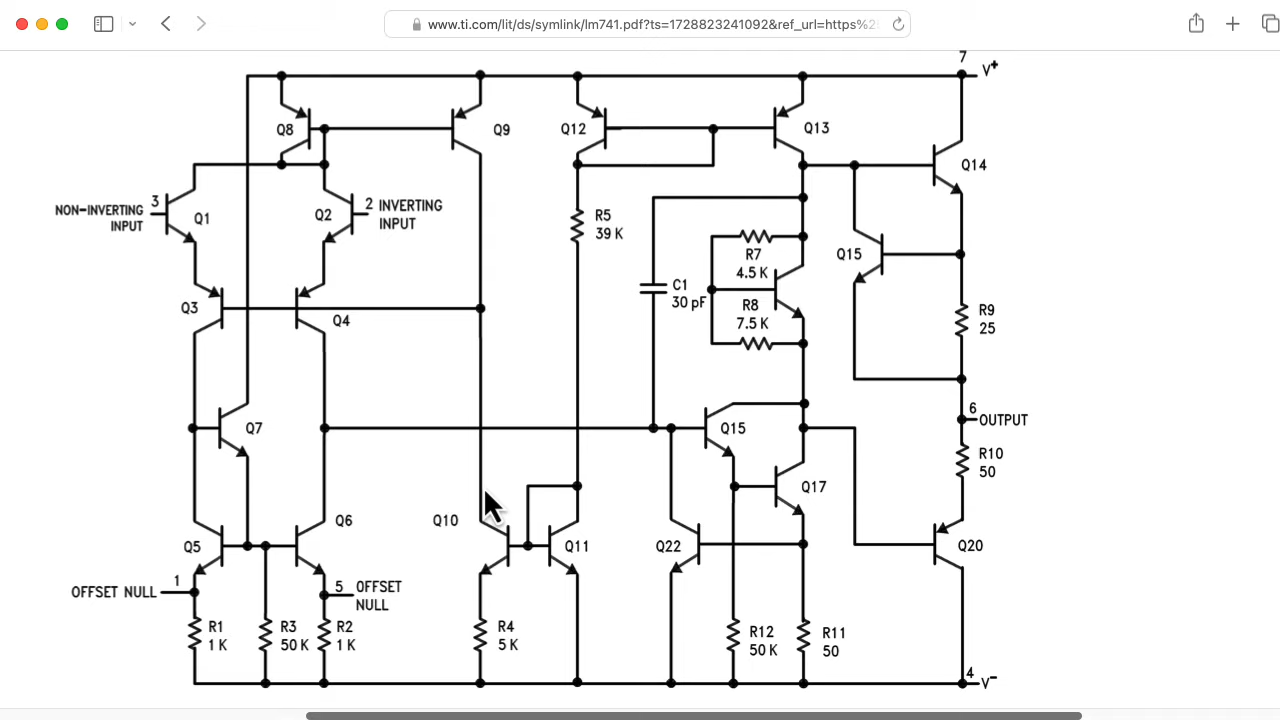 www.ti.com/lit/ds/symlink/lm741.pdf?ts=1728823241092&ref_url=https%2
7
V+
Q8
Q9
Q12
Q13
Q14
3
NON-INVERTING
INPUT
Q1
Q2
2 INVERTING
INPUT
R5
39 K
Q15
R7
4.5 K
C1
30 pF
R8
7.5 K
Q3
Q4
R9
25
Q7
Q15
6
OUTPUT
R10
50
Q17
Q5
Q6
Q10
Q11
Q22
Q20
1
OFFSET NULL
5 OFFSET
NULL
R1
1 K
R3
50 K
R2
1 K
R4
5 K
R12
50 K
R11
50
4
V-